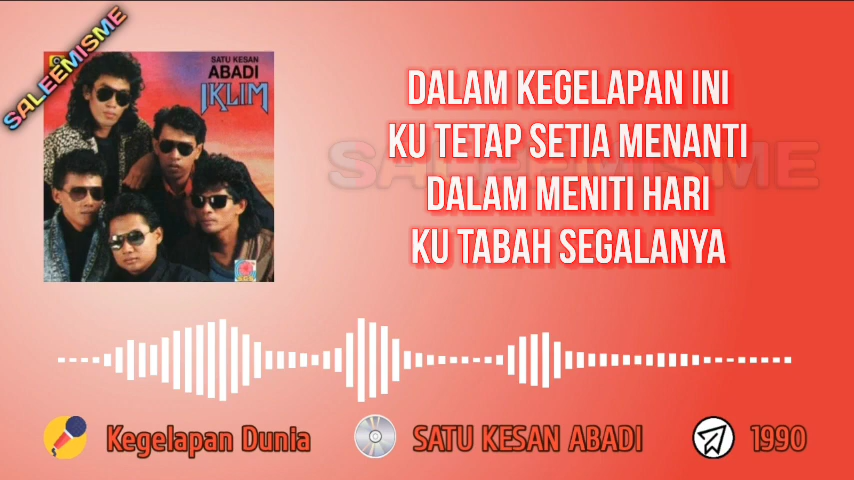 SALEEMISME
SATU KESAN
ABADI
IKLIM
DALAM KEGELAPAN INI
KU TETAP SETIA MENANTI
DALAM MENITI HARI
KU TABAH SEGALANYA
SALEEMISME
Kegelapan Dunia
SATU KESAN ABADI
1990